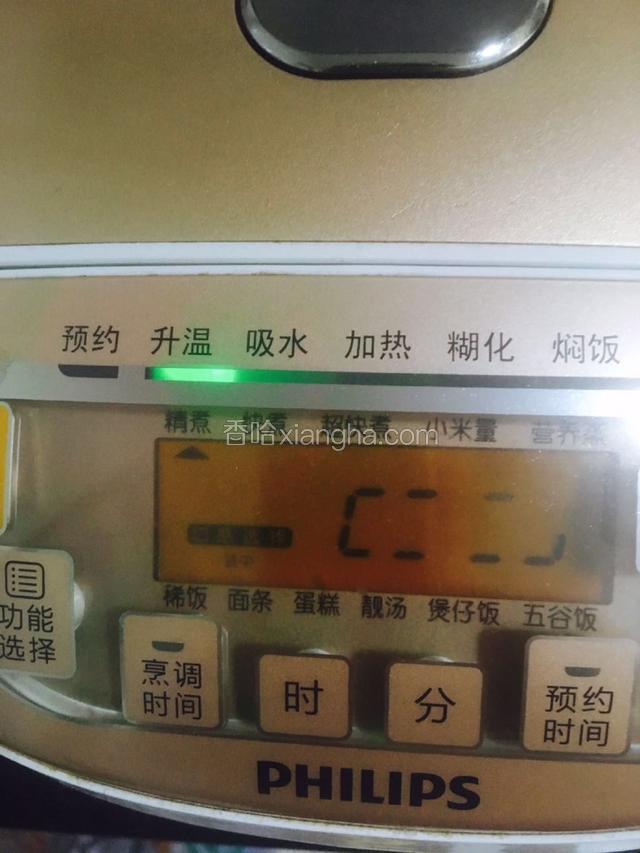 预约 升温 吸水 加热 糊化 焖饭
精煮 快煮 超快煮 小米量 营养蒸
香哈xiangha.com
稀饭 面条 蛋糕 靓汤 煲仔饭 五谷饭
功能
选择
烹调
时间
时
分
预约
时间
PHILIPS